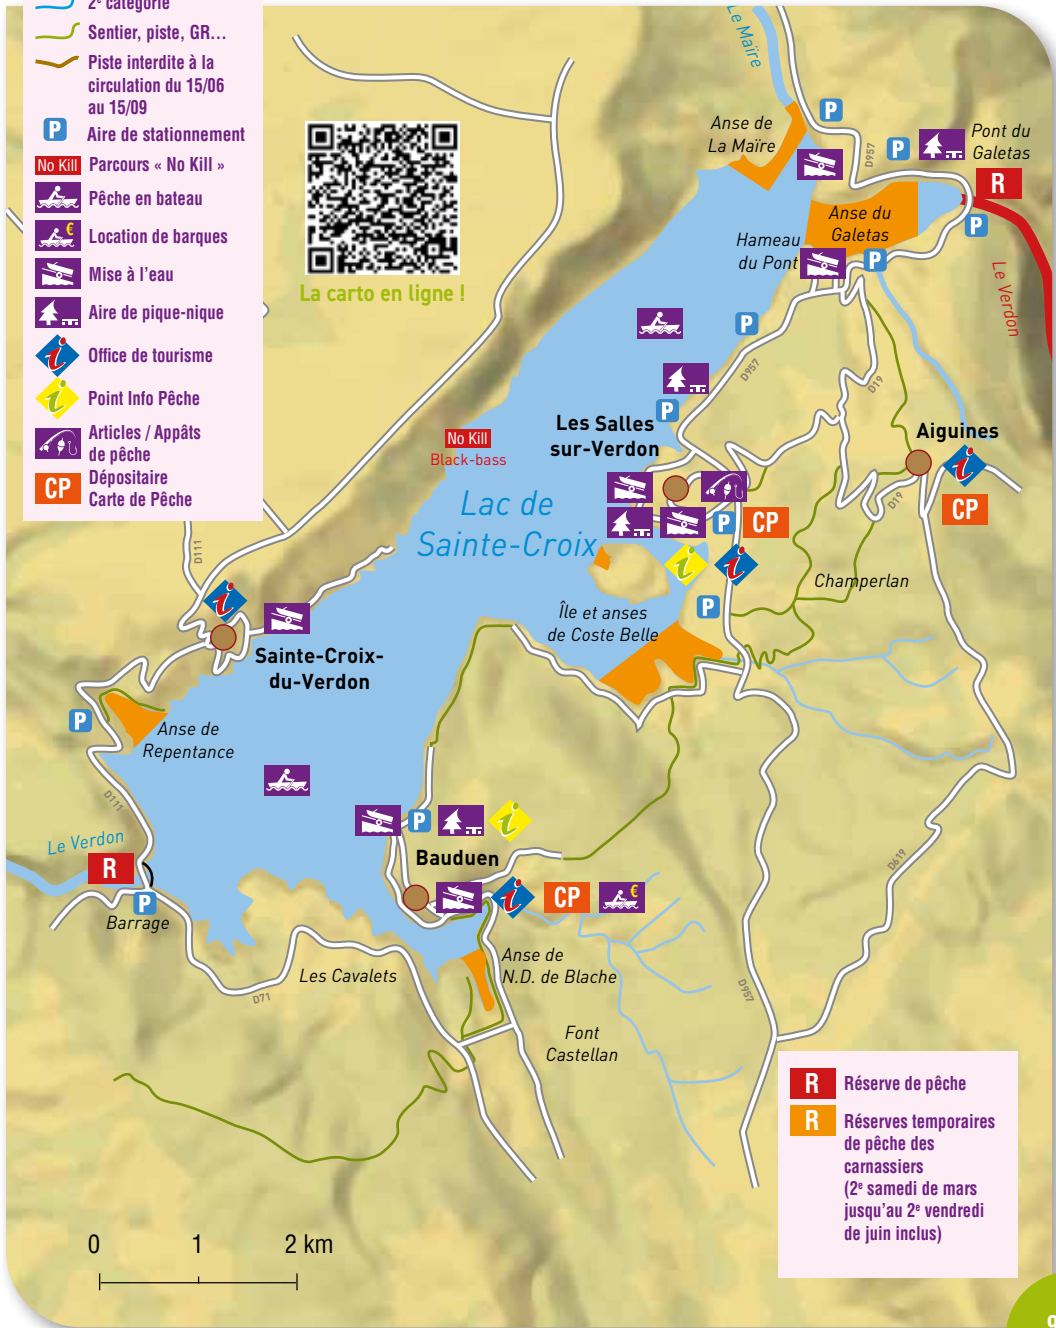 2e catégorie
Sentier, piste, GR...
Piste interdite à la
circulation du 15/06
au 15/09
P Aire de stationnement
No Kill Parcours « No Kill »
Pêche en bateau
€ Location de barques
Mise à l'eau
Aire de pique-nique
i Office de tourisme
i Point Info Pêche
Articles / Appâts
de pêche
CP Dépositaire
Carte de Pêche
La carto en ligne !
Le Maïre
Anse de
La Maïre
P
D957
P
Pont du
Galetas
R
P
Anse du
Galetas
Hameau
du Pont
P
Le Verdon
P
D957
D19
P
Les Salles
sur-Verdon
Aiguines
i
CP
D19
No Kill
Black-bass
Lac de
Sainte-Croix
P
CP
i
i
P
Champerlan
Île et anses
de Coste Belle
D111
i
Sainte-Croix-
du-Verdon
P
Anse de
Repentance
D111
Le Verdon
R
P
Barrage
P
i
Bauduen
i
CP
€
D619
Anse de
N.D. de Blache
Les Cavalets
D71
D957
Font
Castellan
R Réserve de pêche
R Réserves temporaires
de pêche des
carnassiers
(2e samedi de mars
jusqu'au 2e vendredi
de juin inclus)
0 1 2 km